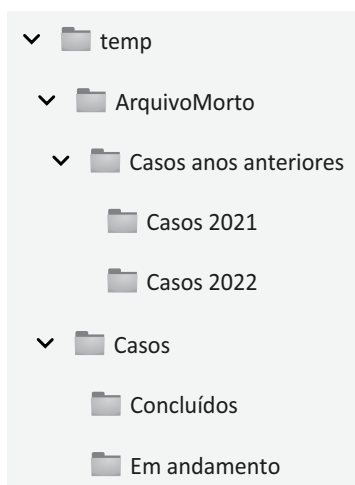 temp
ArquivoMorto
Casos anos anteriores
Casos 2021
Casos 2022
Casos
Concluídos
Em andamento